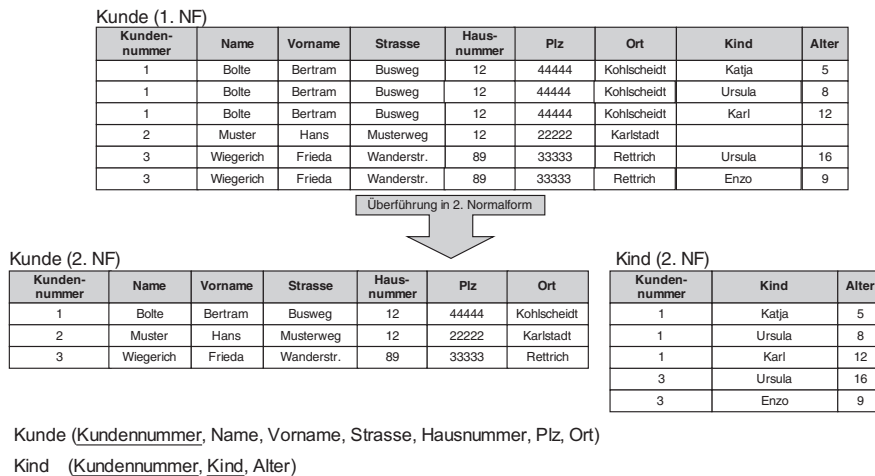 Kunde (1. NF)
Kunden-nummer Name Vorname Strasse Haus-nummer Plz Ort Kind Alter
1 Bolte Bertram Busweg 12 44444 Kohlscheidt Katja 5
1 Bolte Bertram Busweg 12 44444 Kohlscheidt Ursula 8
1 Bolte Bertram Busweg 12 44444 Kohlscheidt Karl 12
2 Muster Hans Musterweg 12 22222 Karlstadt
3 Wiegerich Frieda Wanderstr. 89 33333 Rettrich Ursula 16
3 Wiegerich Frieda Wanderstr. 89 33333 Rettrich Enzo 9
Überführung in 2. Normalform
Kunde (2. NF)
Kunden-nummer Name Vorname Strasse Haus-nummer Plz Ort
1 Bolte Bertram Busweg 12 44444 Kohlscheidt
2 Muster Hans Musterweg 12 22222 Karlstadt
3 Wiegerich Frieda Wanderstr. 89 33333 Rettrich
Kind (2. NF)
Kunden-nummer Kind Alter
1 Katja 5
1 Ursula 8
1 Karl 12
3 Ursula 16
3 Enzo 9
Kunde (Kundennummer, Name, Vorname, Strasse, Hausnummer, Plz, Ort)
Kind (Kundennummer, Kind, Alter)